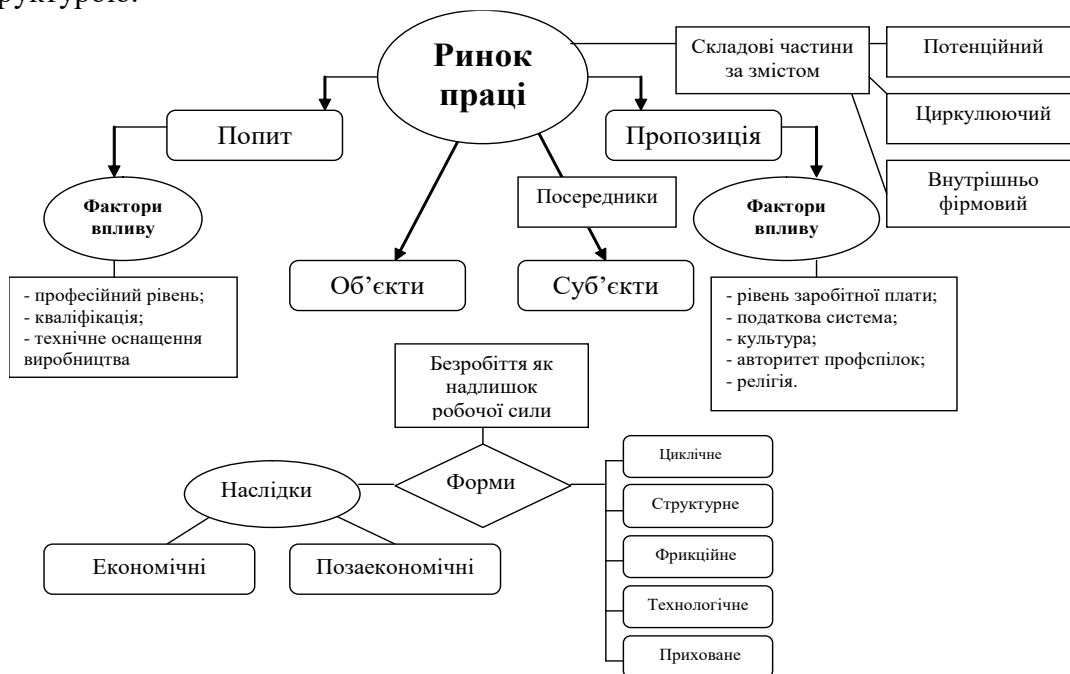 руктурою.
Ринок
праці
Складові частини
за змістом
Потенційний
Циркулюючий
Внутрішньо
фірмовий
Попит
Пропозиція
Посередники
Фактори
впливу
Фактори
впливу
Об’єкти
Суб’єкти
- професійний рівень;
- кваліфікація;
- технічне оснащення
виробництва
- рівень заробітної плати;
- податкова система;
- культура;
- авторитет профспілок;
- релігія.
Безробіття як
надлишок
робочої сили
Наслідки
Форми
Циклічне
Структурне
Фрикційне
Технологічне
Приховане
Економічні
Позаекономічні